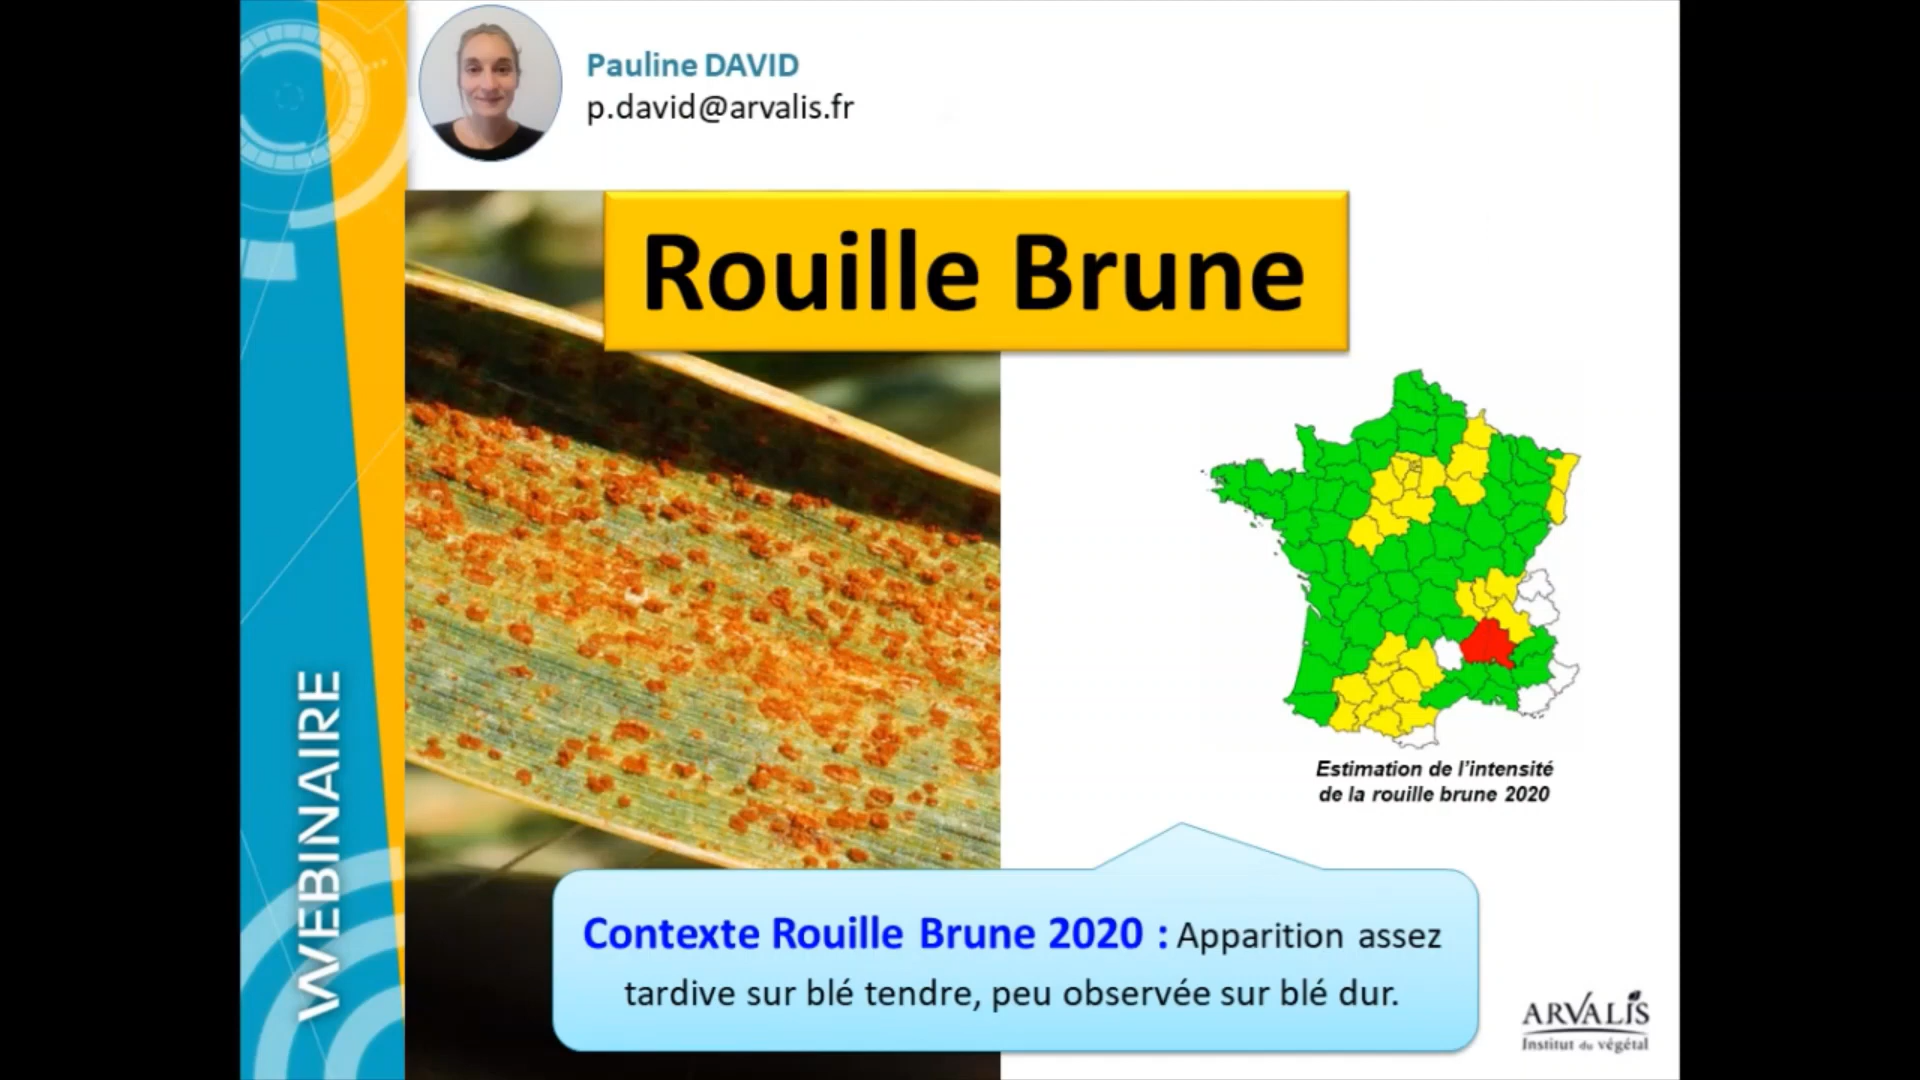 Pauline DAVID
p.david@arvalis.fr
Rouille Brune
Estimation de l'intensité
de la rouille brune 2020
Contexte Rouille Brune 2020 : Apparition assez
tardive sur blé tendre, peu observée sur blé dur.
WEBINAIRE
ARVALIS
Institut du végétal